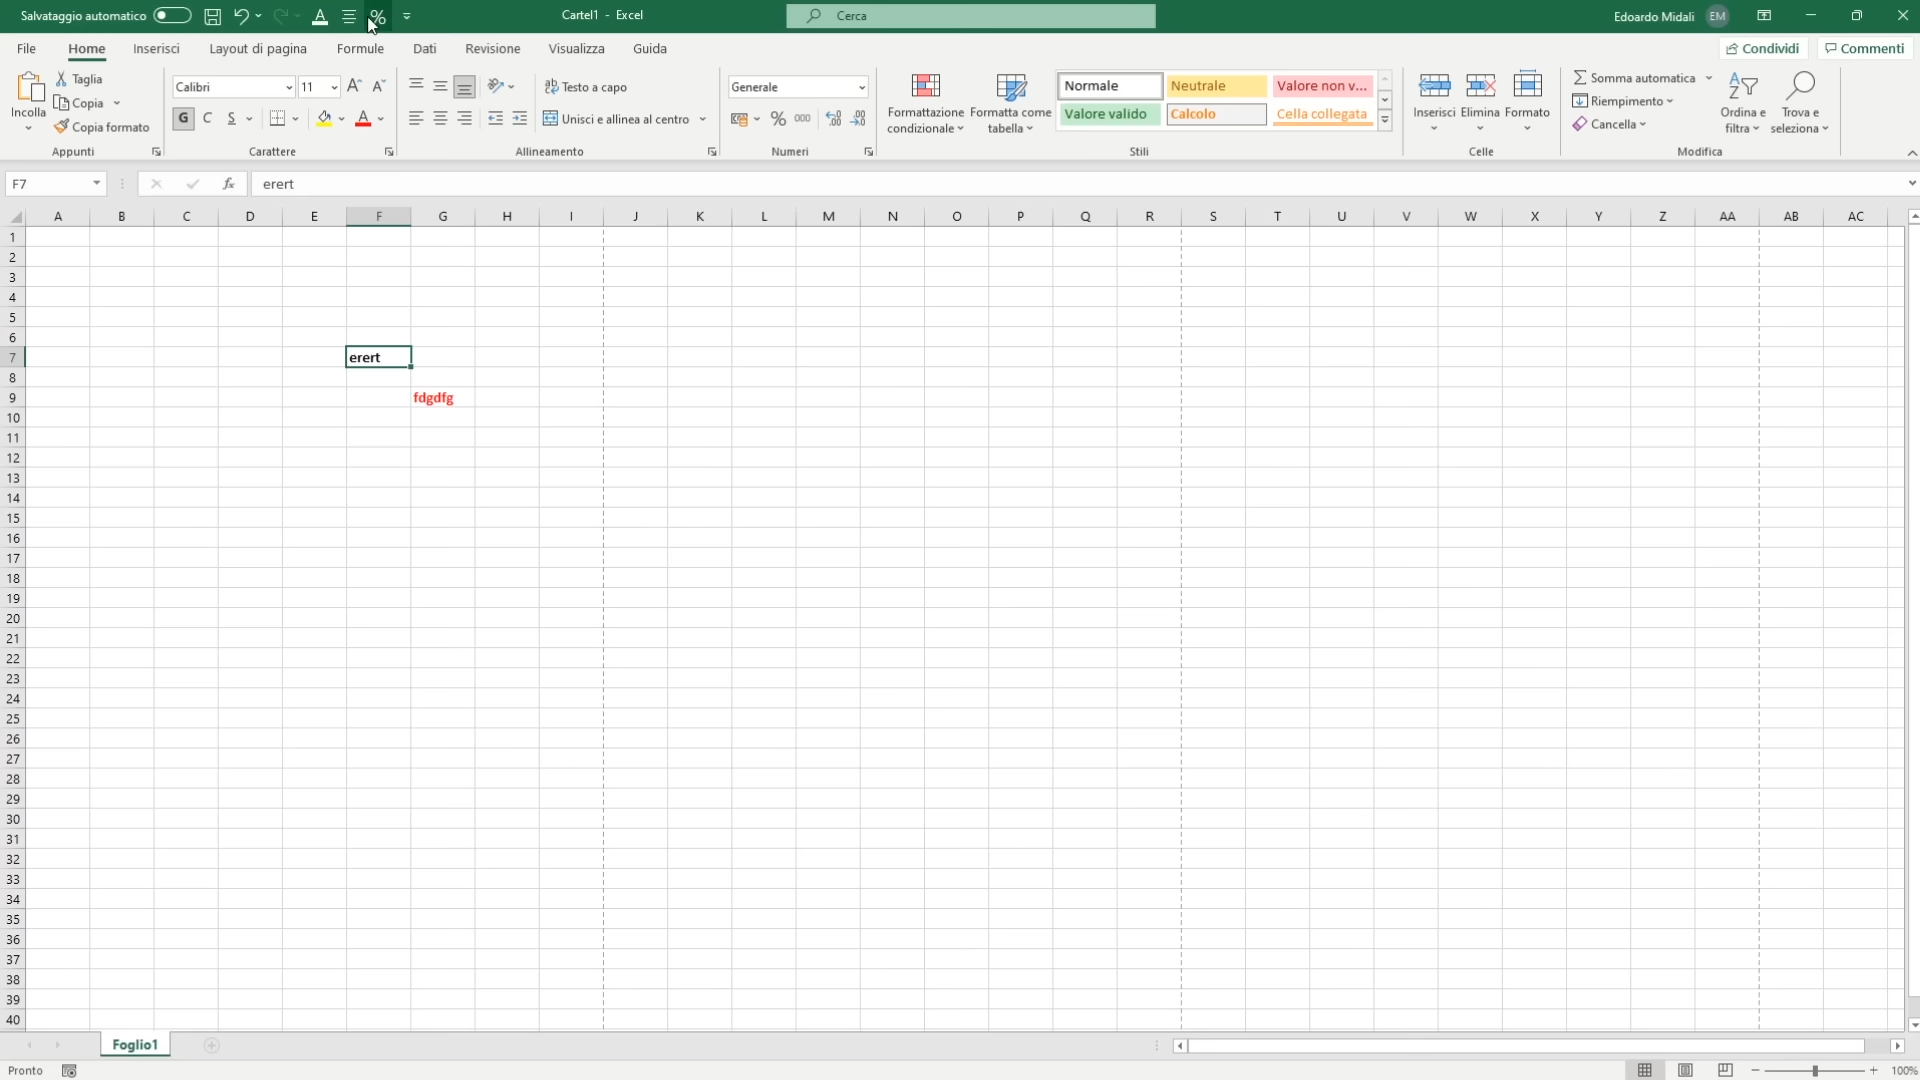 Salvataggio automatico
Cartel1 - Excel
Cerca
Edoardo Midali EM
File Home Inserisci Layout di pagina Formule Dati Revisione Visualizza Guida
Condividi Commenti
Incolla
Taglia
Copia
Copia formato
Appunti
Calibri 11
G C S
Carattere
Testo a capo
Unisci e allinea al centro
Allineamento
Generale
% 000
Numeri
Formattazione condizionale
Formatta come tabella
Normale Neutrale Valore non v...
Valore valido Calcolo Cella collegata
Stili
Inserisci Elimina Formato
Celle
Somma automatica
Riempimento
Cancella
Ordina e filtra
Trova e seleziona
Modifica
F7 fx erert
A B C D E F G H I J K L M N O P Q R S T U V W X Y Z AA AB AC
1
2
3
4
5
6
7 erert
8
9 fdgdfg
10
11
12
13
14
15
16
17
18
19
20
21
22
23
24
25
26
27
28
29
30
31
32
33
34
35
36
37
38
39
40
Foglio1
Pronto
100%